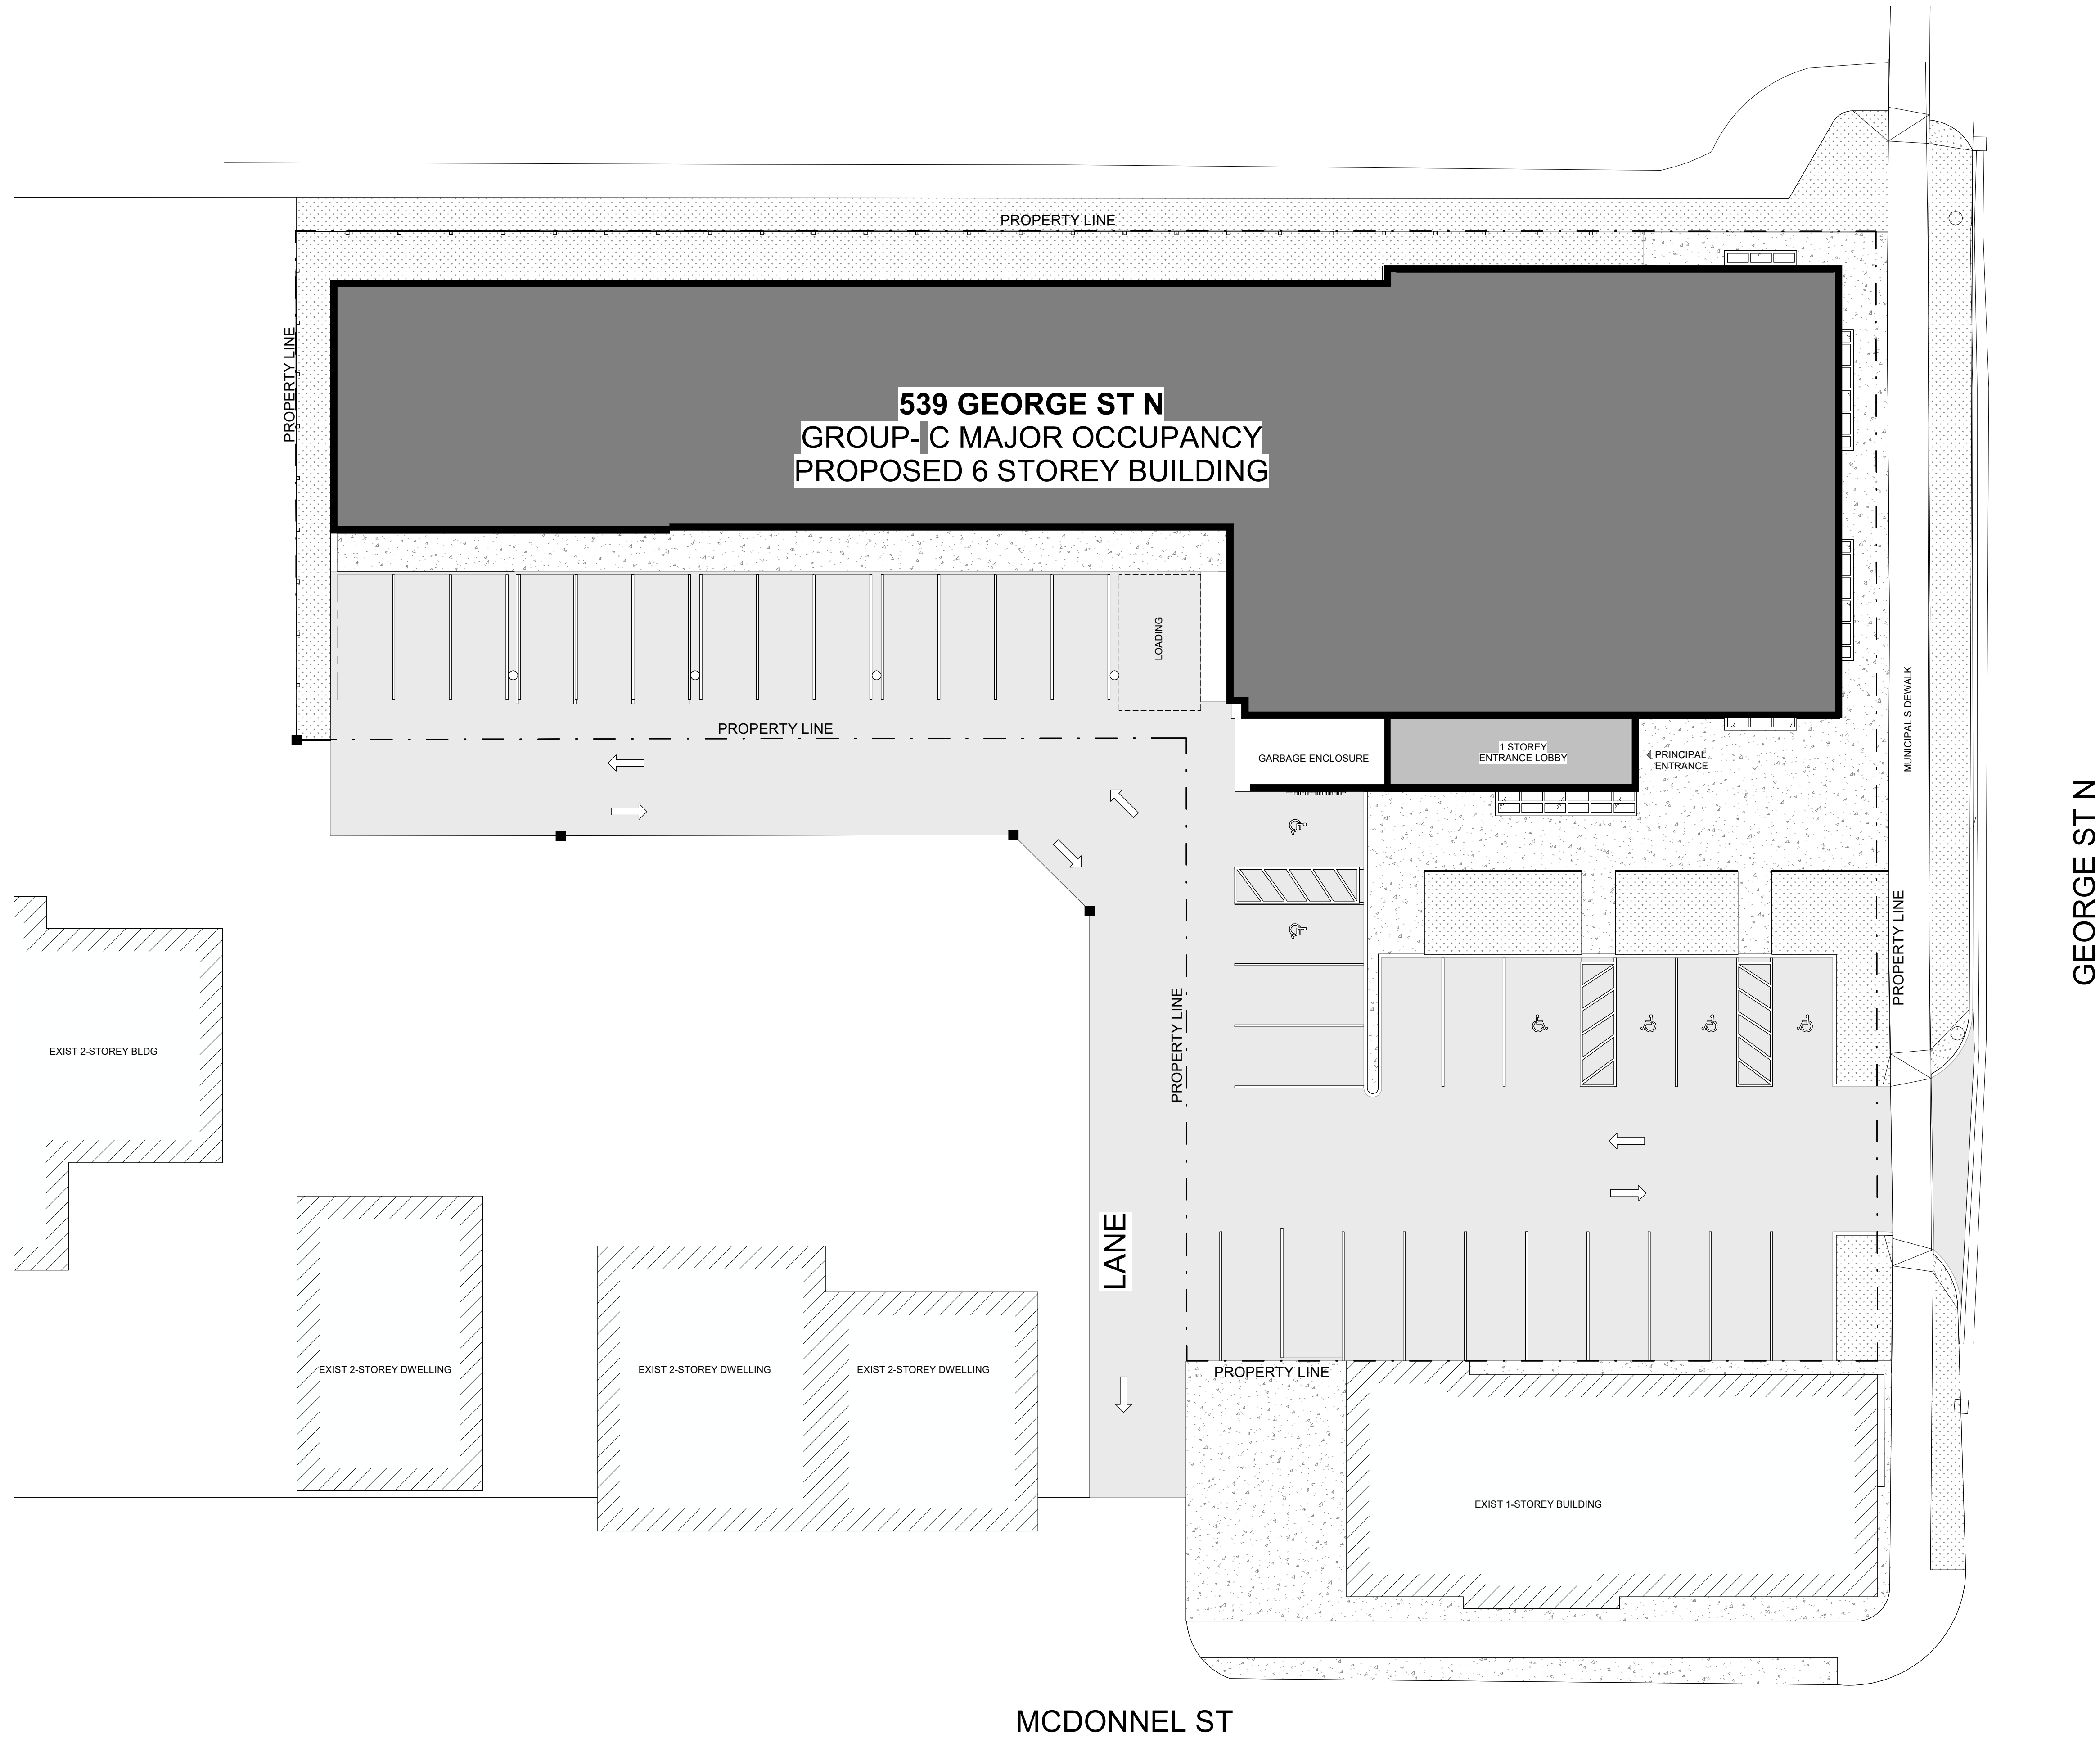 PROPERTY LINE
PROPERTY LINE
539 GEORGE ST N
GROUP- C MAJOR OCCUPANCY
PROPOSED 6 STOREY BUILDING
LOADING
PROPERTY LINE
GARBAGE ENCLOSURE
1 STOREY
ENTRANCE LOBBY
PRINCIPAL
ENTRANCE
MUNICIPAL SIDEWALK
GEORGE ST N
PROPERTY LINE
PROPERTY LINE
EXIST 2-STOREY BLDG
LANE
EXIST 2-STOREY DWELLING
EXIST 2-STOREY DWELLING
EXIST 2-STOREY DWELLING
PROPERTY LINE
EXIST 1-STOREY BUILDING
MCDONNEL ST